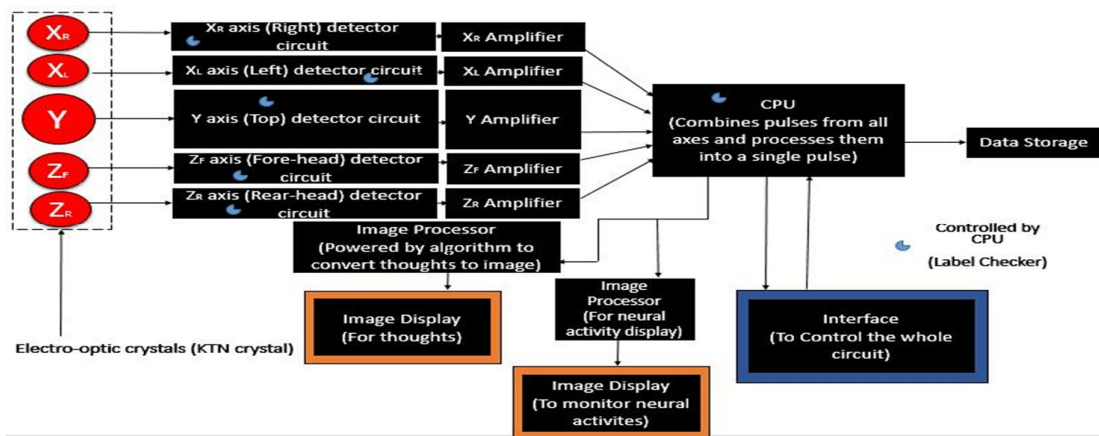 XR
XR axis (Right) detector
circuit
XR Amplifier
XL
XL axis (Left) detector circuit
XL Amplifier
Y
Y axis (Top) detector circuit
Y Amplifier
ZF
ZF axis (Fore-head) detector
circuit
ZF Amplifier
ZR
ZR axis (Rear-head) detector
circuit
ZR Amplifier
CPU
(Combines pulses from all
axes and processes them
into a single pulse)
Data Storage
Image Processor
(Powered by algorithm to
convert thoughts to image)
Controlled by
CPU
(Label Checker)
Image
Processor
(For neural
activity display)
Image Display
(For thoughts)
Interface
(To Control the whole
circuit)
Electro-optic crystals (KTN crystal)
Image Display
(To monitor neural
activites)